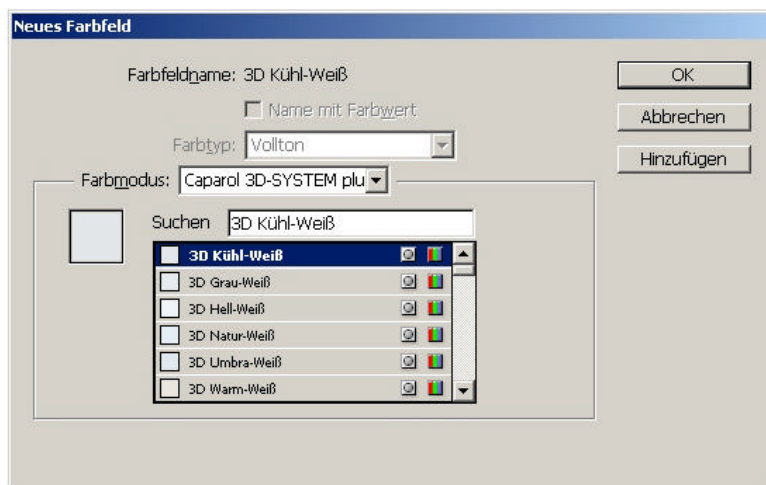 Neues Farbfeld
Farbfeldname: 3D Kühl-Weiß
OK
Name mit Farbwert
Abbrechen
Farbtyp: Vollton
Hinzufügen
Farbmodus: Caparol 3D-SYSTEM plu
Suchen 3D Kühl-Weiß
3D Kühl-Weiß
3D Grau-Weiß
3D Hell-Weiß
3D Natur-Weiß
3D Umbra-Weiß
3D Warm-Weiß